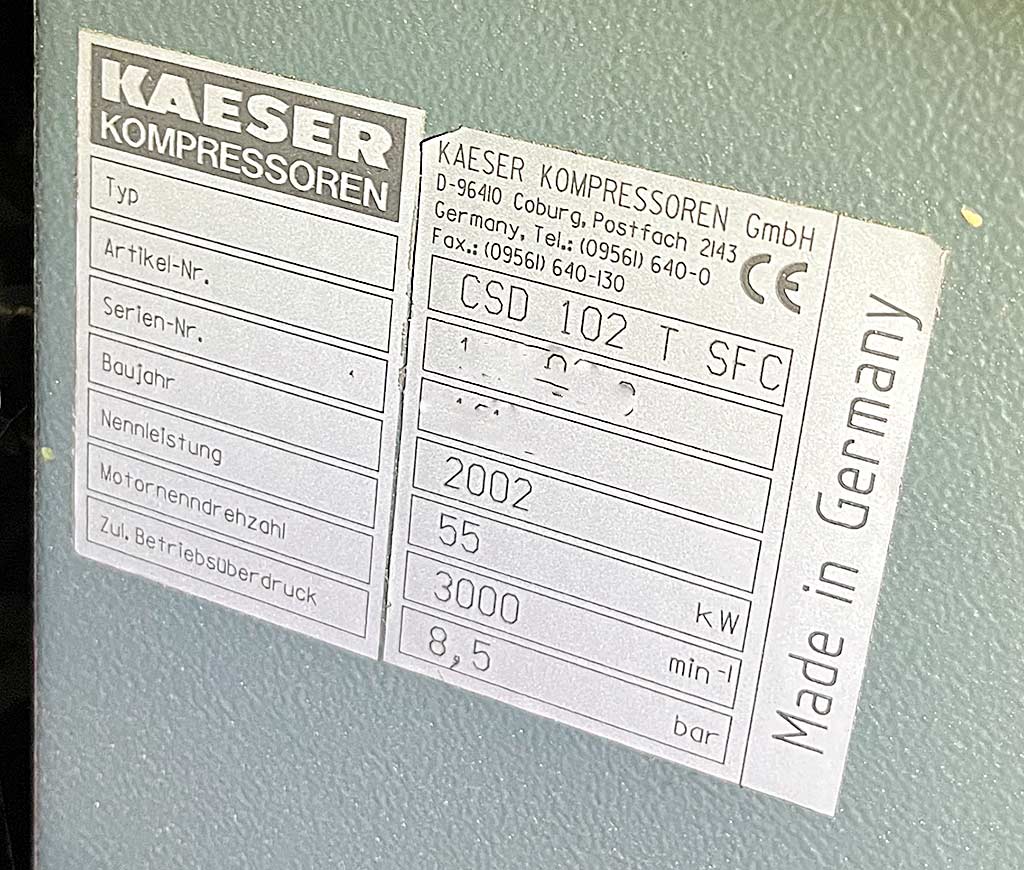 KAESER
KOMPRESSOREN
KAESER KOMPRESSOREN GmbH
D-96410 Coburg, Postfach 2143
Germany, Tel.: (09561) 640-0
Fax.: (09561) 640-130
CE
Typ
CSD 102 T SFC
Artikel-Nr.
Serien-Nr.
Baujahr
2002
Nennleistung
55 kW
Motornenndrehzahl
3000 min⁻¹
Zul. Betriebsüberdruck
8,5 bar
Made in Germany